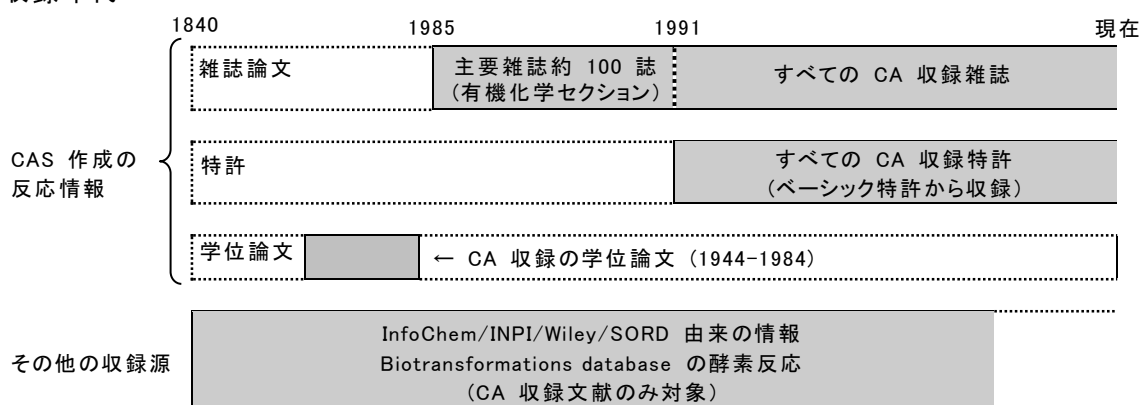 1840 1985 1991 現在
雑誌論文
主要雑誌約 100 誌
(有機化学セクション)
すべての CA 収録雑誌
CAS 作成の
反応情報
特許
すべての CA 収録特許
(ベーシック特許から収録)
学位論文
← CA 収録の学位論文 (1944-1984)
その他の収録源
InfoChem/INPI/Wiley/SORD 由来の情報
Biotransformations database の酵素反応
(CA 収録文献のみ対象)